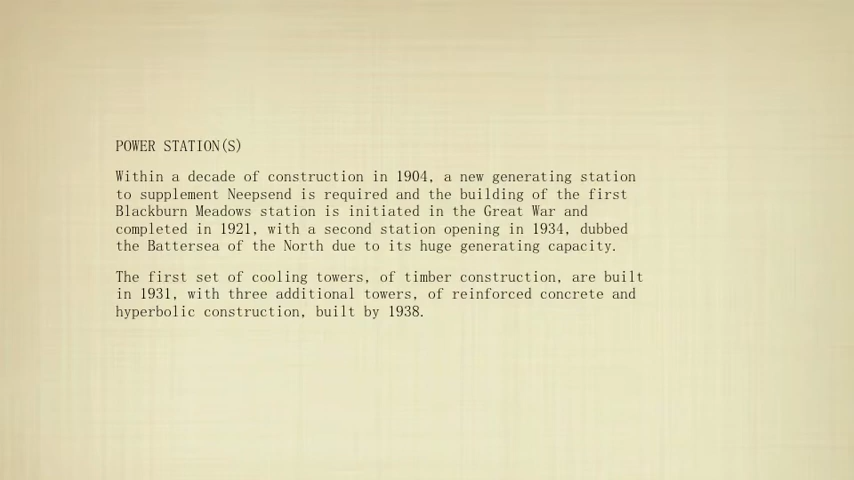 POWER STATION(S)
Within a decade of construction in 1904, a new generating station
to supplement Neepsend is required and the building of the first
Blackburn Meadows station is initiated in the Great War and
completed in 1921, with a second station opening in 1934, dubbed
the Battersea of the North due to its huge generating capacity.
The first set of cooling towers, of timber construction, are built
in 1931, with three additional towers, of reinforced concrete and
hyperbolic construction, built by 1938.